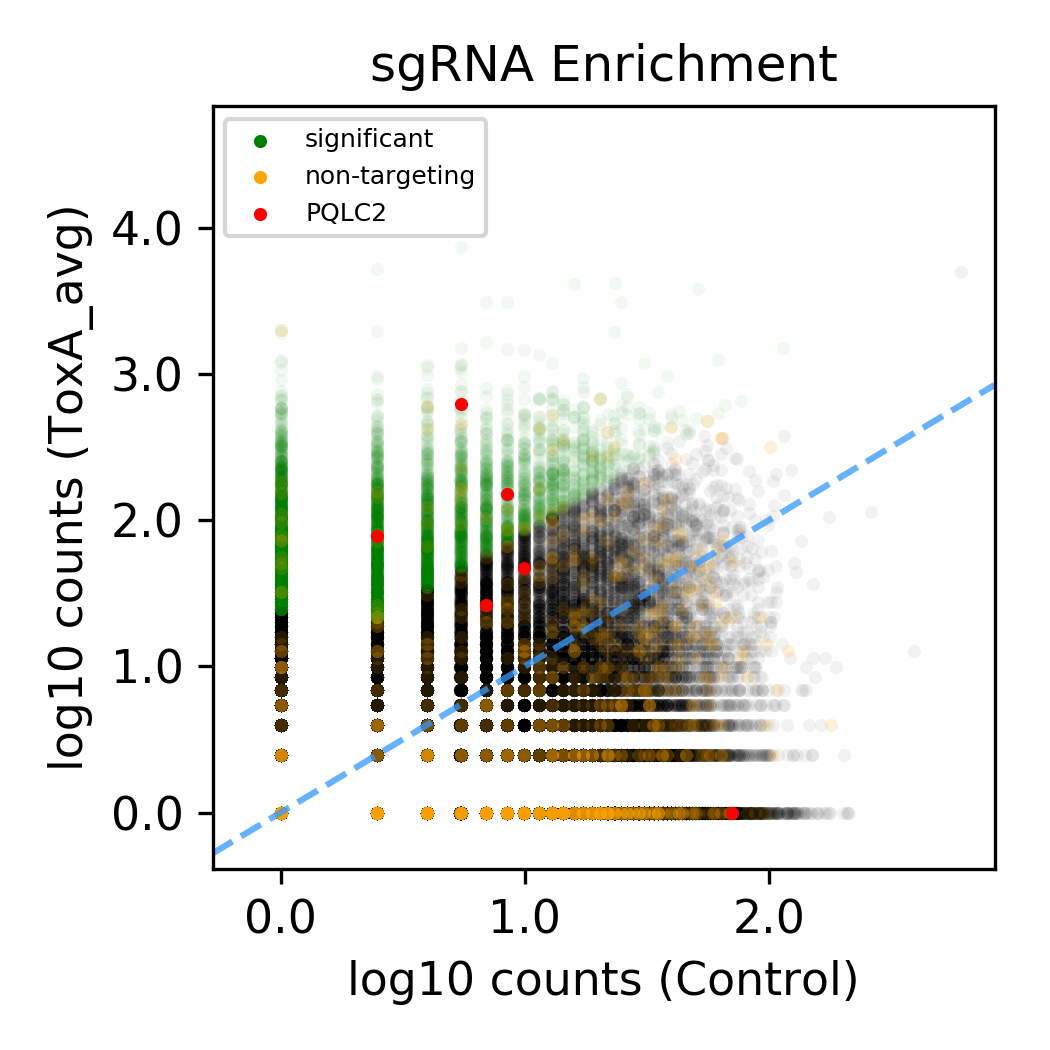 sgRNA Enrichment
significant
non-targeting
PQLC2
log10 counts (ToxA_avg)
4.0
3.0
2.0
1.0
0.0
0.0 1.0 2.0
log10 counts (Control)